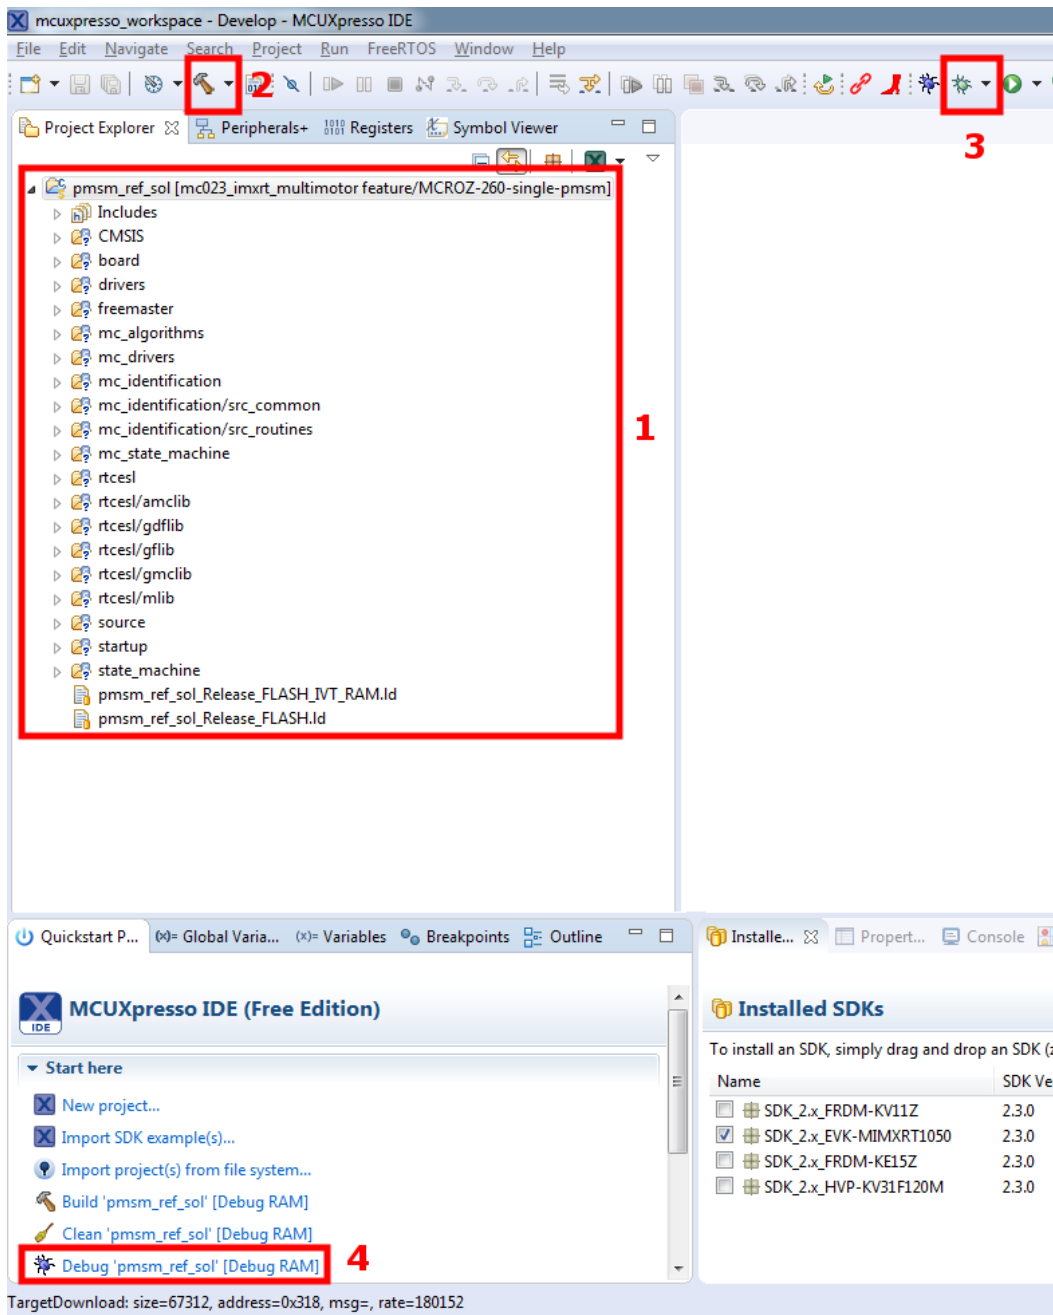 mcuxpresso_workspace - Develop - MCUXpresso IDE
File Edit Navigate Search Project Run FreeRTOS Window Help
2
3
Project Explorer Peripherals+ Registers Symbol Viewer
pmsm_ref_sol [mc023_imxrt_multimotor feature/MCROZ-260-single-pmsm]
Includes
CMSIS
board
drivers
freemaster
mc_algorithms
mc_drivers
mc_identification
mc_identification/src_common
mc_identification/src_routines
1
mc_state_machine
rtcesl
rtcesl/amclib
rtcesl/gdflib
rtcesl/gflib
rtcesl/gmclib
rtcesl/mlib
source
startup
state_machine
pmsm_ref_sol_Release_FLASH_IVT_RAM.ld
pmsm_ref_sol_Release_FLASH.ld
Quickstart P... (x)= Global Varia... (x)= Variables Breakpoints Outline
Installe... Propert... Console
IDE
MCUXpresso IDE (Free Edition)
Start here
New project...
Import SDK example(s)...
Import project(s) from file system...
Build 'pmsm_ref_sol' [Debug RAM]
Clean 'pmsm_ref_sol' [Debug RAM]
Debug 'pmsm_ref_sol' [Debug RAM]
4
Installed SDKs
To install an SDK, simply drag and drop an SDK (z
Name SDK Ve
SDK_2.x_FRDM-KV11Z 2.3.0
SDK_2.x_EVK-MIMXRT1050 2.3.0
SDK_2.x_FRDM-KE15Z 2.3.0
SDK_2.x_HVP-KV31F120M 2.3.0
TargetDownload: size=67312, address=0x318, msg=, rate=180152